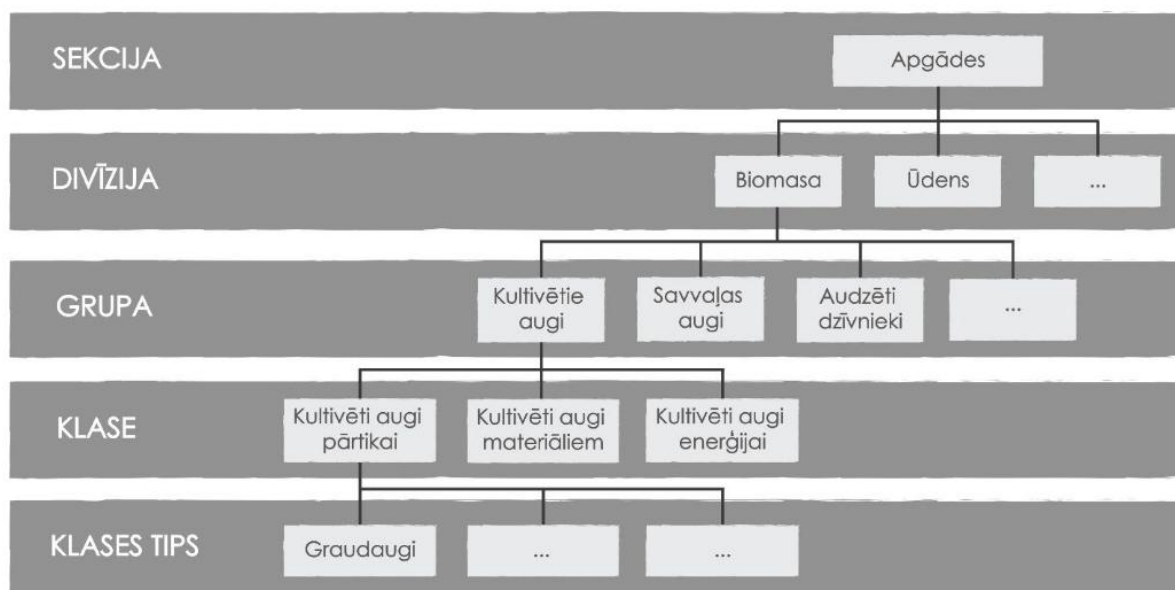 SEKCIJA
Apgādes
DIVĪZIJA
Biomasa
Ūdens
...
GRUPA
Kultivētie
augi
Savvaļas
augi
Audzēti
dzīvnieki
...
KLASE
Kultivēti augi
pārtikai
Kultivēti augi
materiāliem
Kultivēti augi
enerģijai
KLASES TIPS
Graudaugi
...
...